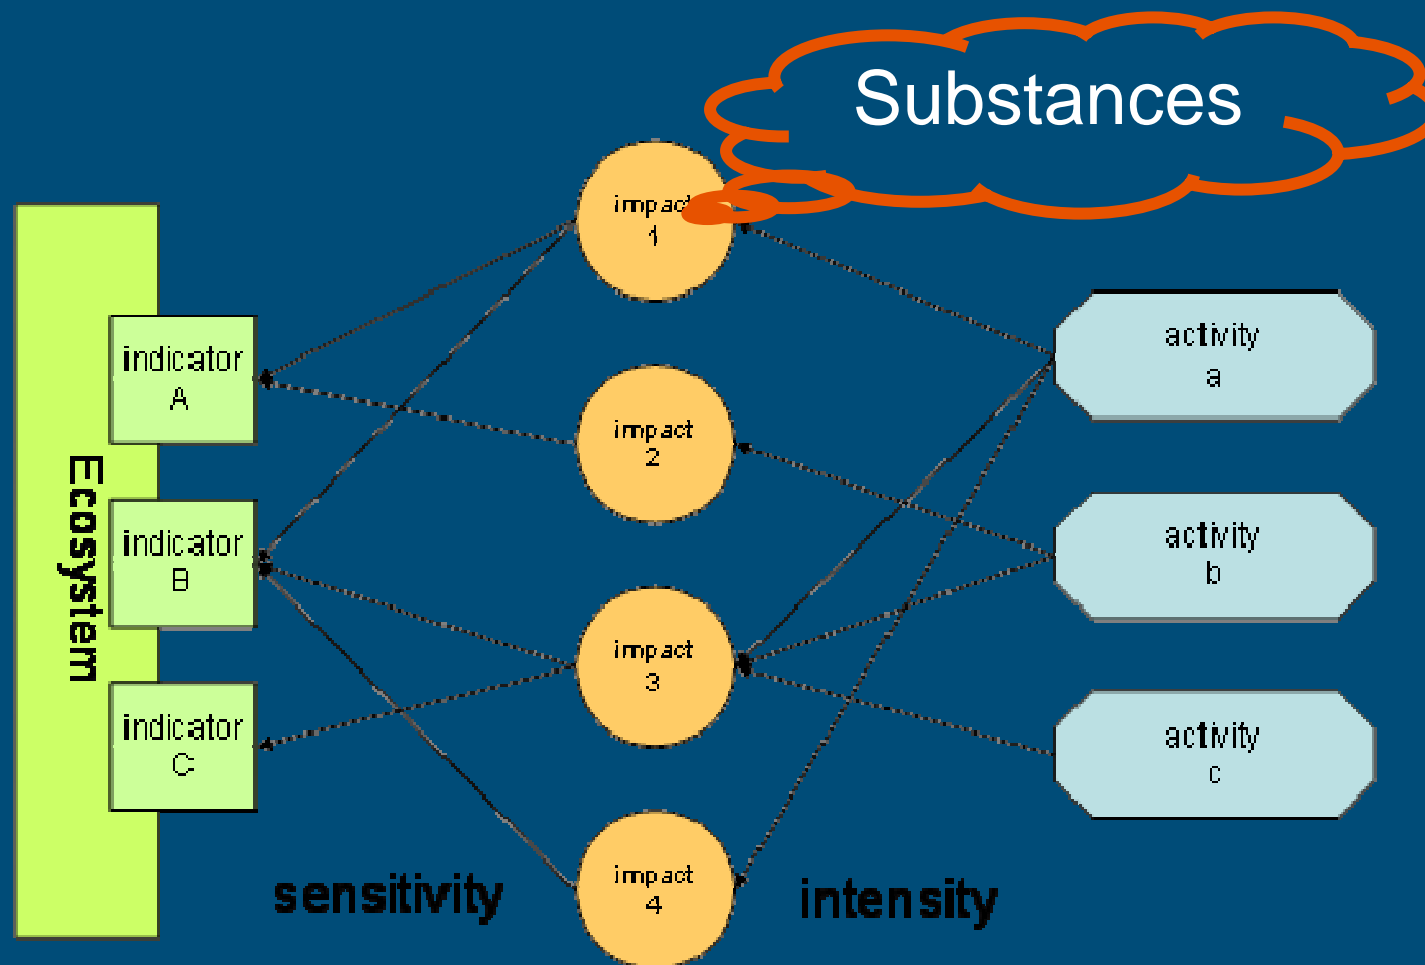 Substances
impact
1
indicator
A
activity
a
impact
2
Ecosystem
indicator
B
activity
b
impact
3
indicator
C
activity
c
impact
4
sensitivity
intensity